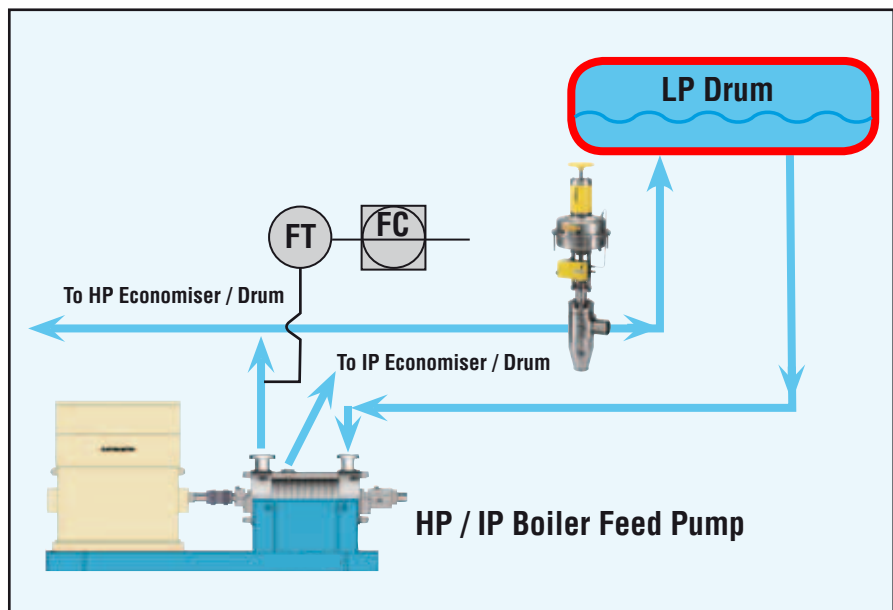 LP Drum
FT
FC
To HP Economiser / Drum
To IP Economiser / Drum
HP / IP Boiler Feed Pump